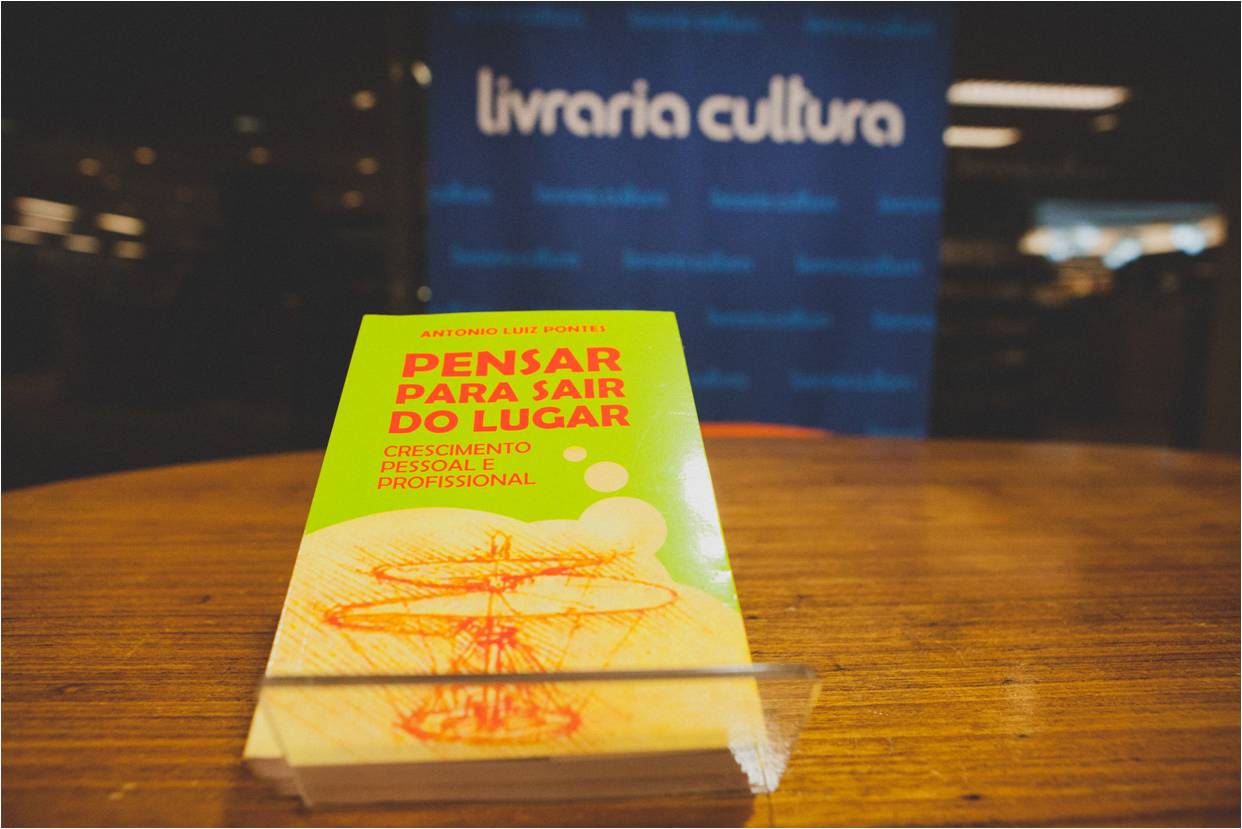 livraria cultura
ANTONIO LUIZ PONTES
PENSAR
PARA SAIR
DO LUGAR
CRESCIMENTO
PESSOAL E
PROFISSIONAL